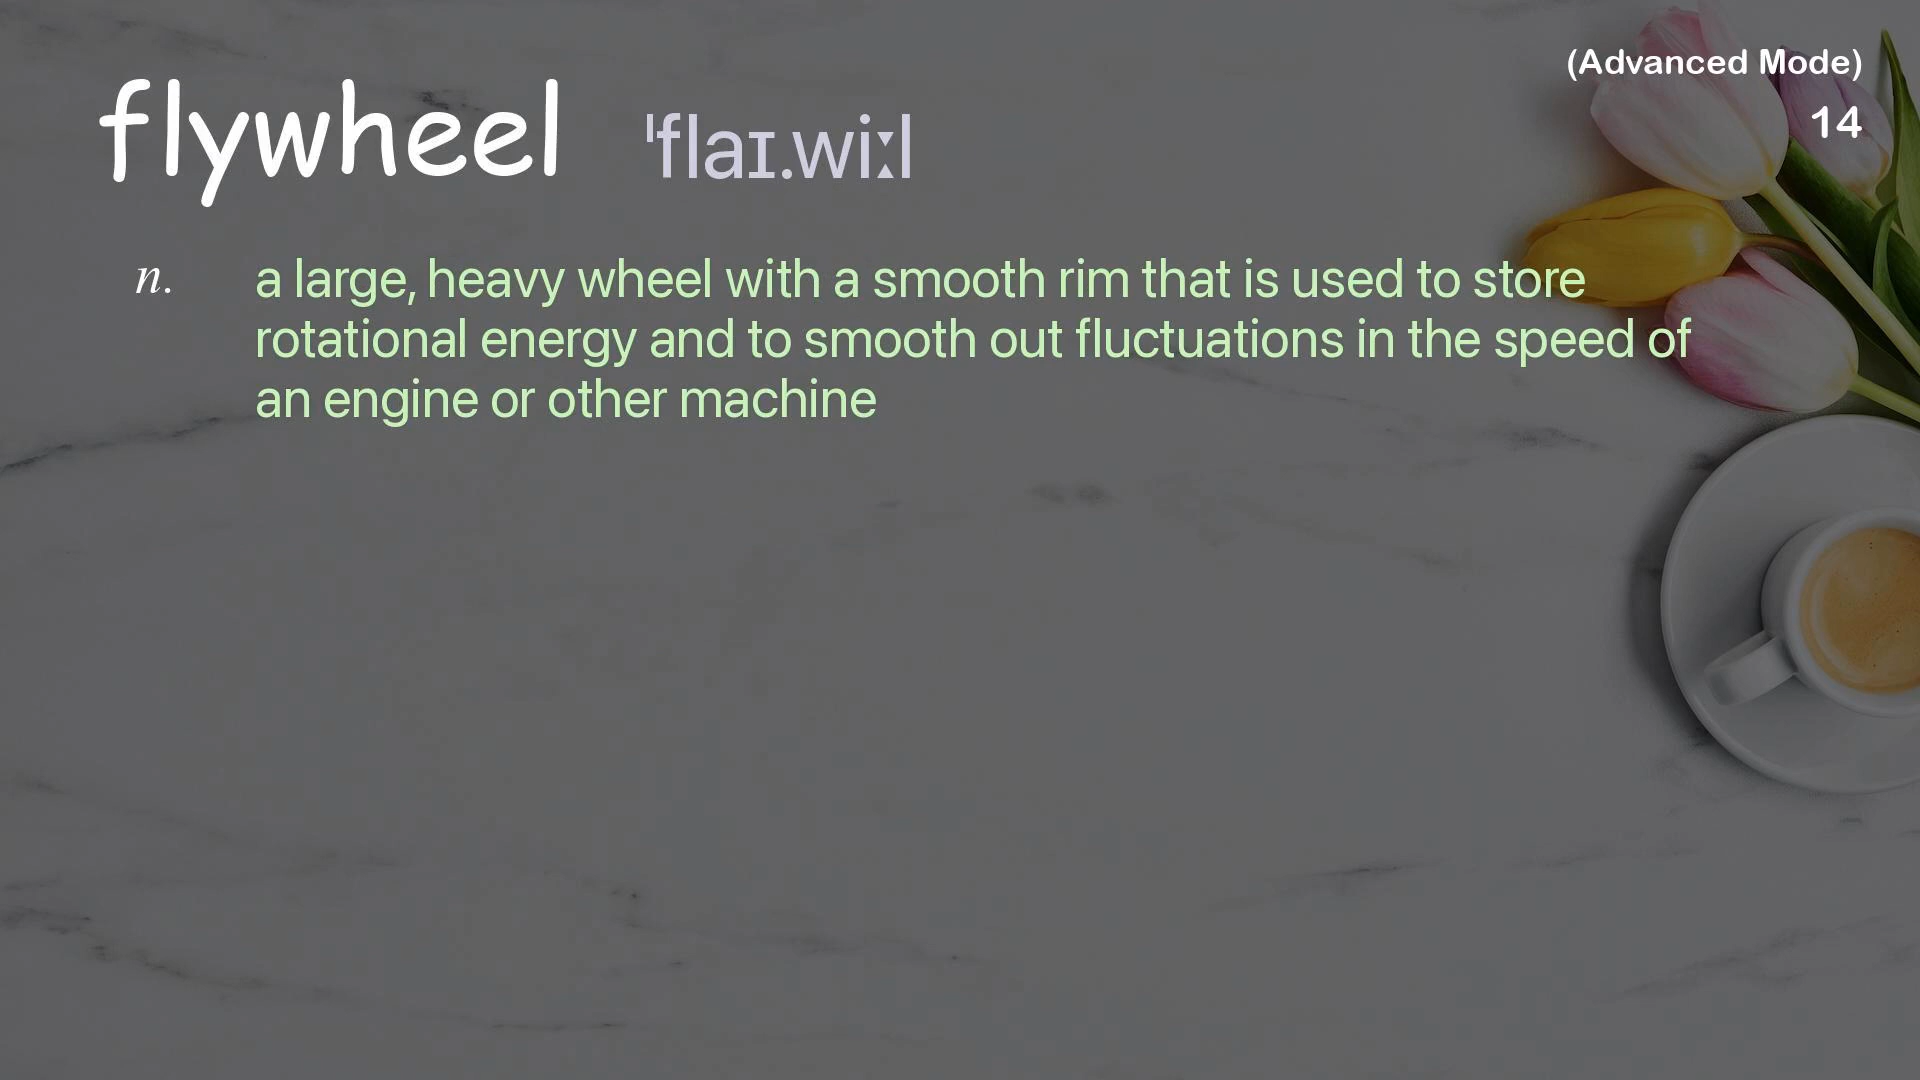 (Advanced Mode)
14
flywheel ˈflaɪ.wiːl
n. a large, heavy wheel with a smooth rim that is used to store
rotational energy and to smooth out fluctuations in the speed of
an engine or other machine